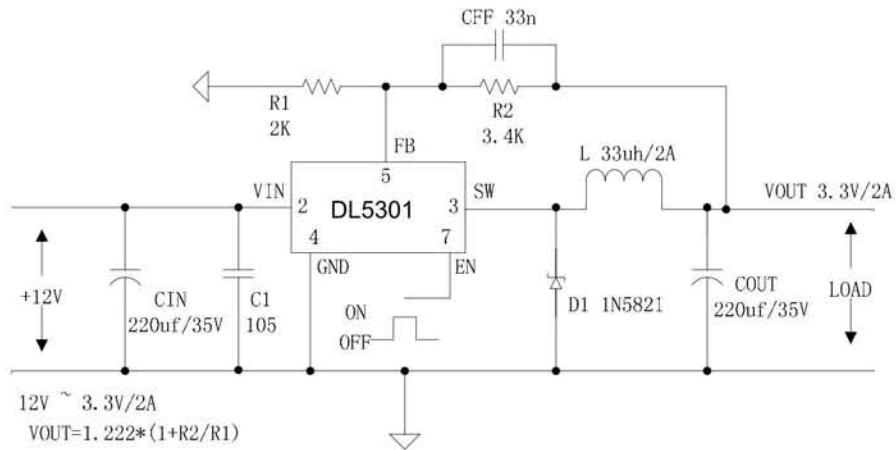 CFF 33n
R1
2K
R2
3.4K
FB
5
L 33uh/2A
VIN
SW
VOUT 3.3V/2A
2
DL5301
3
4
7
GND
EN
+12V
CIN
220uf/35V
C1
105
ON
OFF
D1 1N5821
COUT
220uf/35V
LOAD
12V ~ 3.3V/2A
VOUT=1.222*(1+R2/R1)